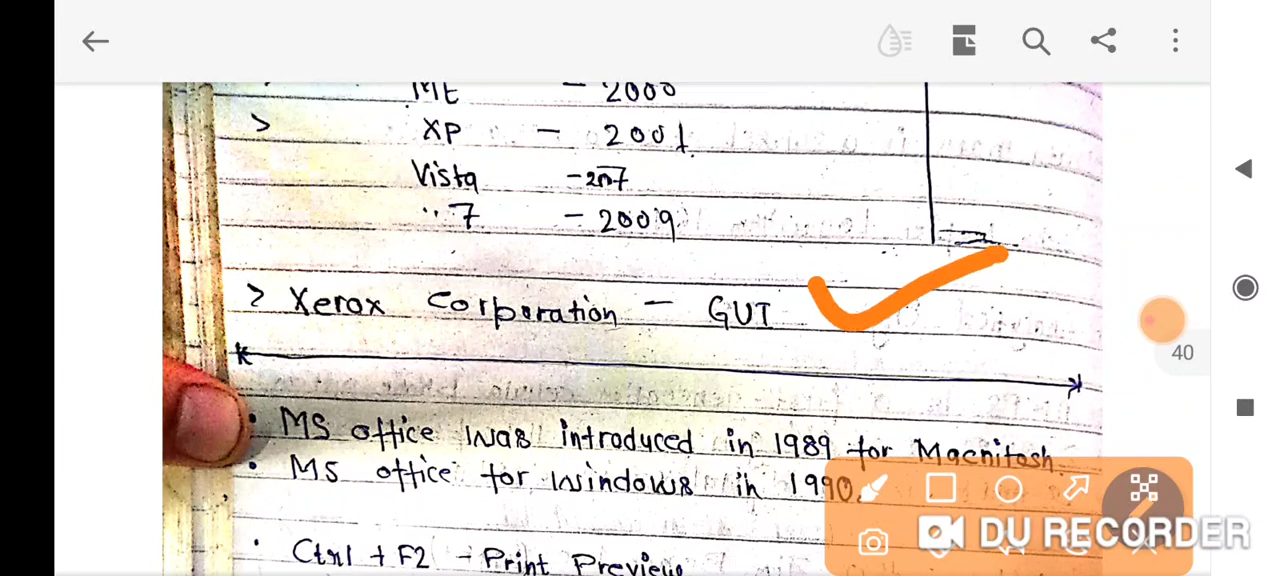 ME - 2000
> XP - 2001
Vista - 2007
" 7 - 2009
> Xerox Corporation - GUI
40
• MS office was introduced in 1989 for Macnitosh
• MS office for windows in 1990.
• Ctrl + F2 - Print Preview
DU RECORDER